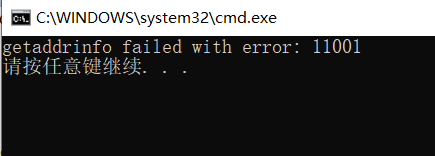 C:\WINDOWS\system32\cmd.exe
getaddrinfo failed with error: 11001
请按任意键继续. . .